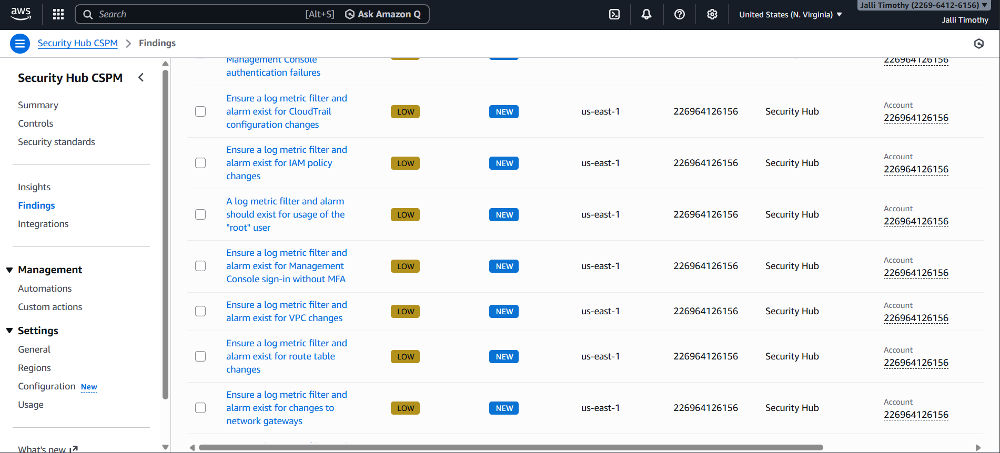 aws
Search [Alt+S] Ask Amazon Q
United States (N. Virginia)
Jalli Timothy (2269-6412-6156)
Jalli Timothy
Security Hub CSPM > Findings
Security Hub CSPM
Summary
Controls
Security standards
Insights
Findings
Integrations
Management
Automations
Custom actions
Settings
General
Regions
Configuration New
Usage
What's new
Management Console
authentication failures
226964126156
Ensure a log metric filter and
alarm exist for CloudTrail
configuration changes
LOW NEW us-east-1 226964126156 Security Hub
Account
226964126156
Ensure a log metric filter and
alarm exist for IAM policy
changes
LOW NEW us-east-1 226964126156 Security Hub
Account
226964126156
A log metric filter and alarm
should exist for usage of the
"root" user
LOW NEW us-east-1 226964126156 Security Hub
Account
226964126156
Ensure a log metric filter and
alarm exist for Management
Console sign-in without MFA
LOW NEW us-east-1 226964126156 Security Hub
Account
226964126156
Ensure a log metric filter and
alarm exist for VPC changes
LOW NEW us-east-1 226964126156 Security Hub
Account
226964126156
Ensure a log metric filter and
alarm exist for route table
changes
LOW NEW us-east-1 226964126156 Security Hub
Account
226964126156
Ensure a log metric filter and
alarm exist for changes to
network gateways
LOW NEW us-east-1 226964126156 Security Hub
Account
226964126156